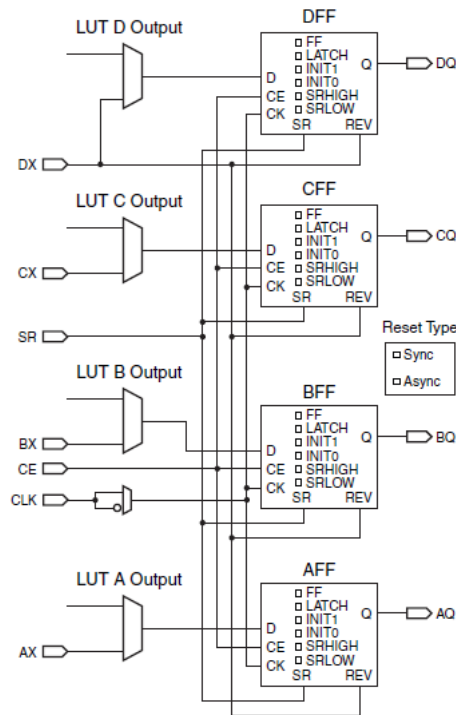 DFF
LUT D Output
FF
LATCH
INIT1
INIT0
SRHIGH
SRLOW
D
CE
CK
Q
SR REV
DQ
DX
CFF
LUT C Output
FF
LATCH
INIT1
INIT0
SRHIGH
SRLOW
D
CE
CK
Q
SR REV
CQ
CX
SR
Reset Type
Sync
Async
LUT B Output
BFF
FF
LATCH
INIT1
INIT0
SRHIGH
SRLOW
D
CE
CK
Q
SR REV
BQ
BX
CE
CLK
AFF
LUT A Output
FF
LATCH
INIT1
INIT0
SRHIGH
SRLOW
D
CE
CK
Q
SR REV
AQ
AX